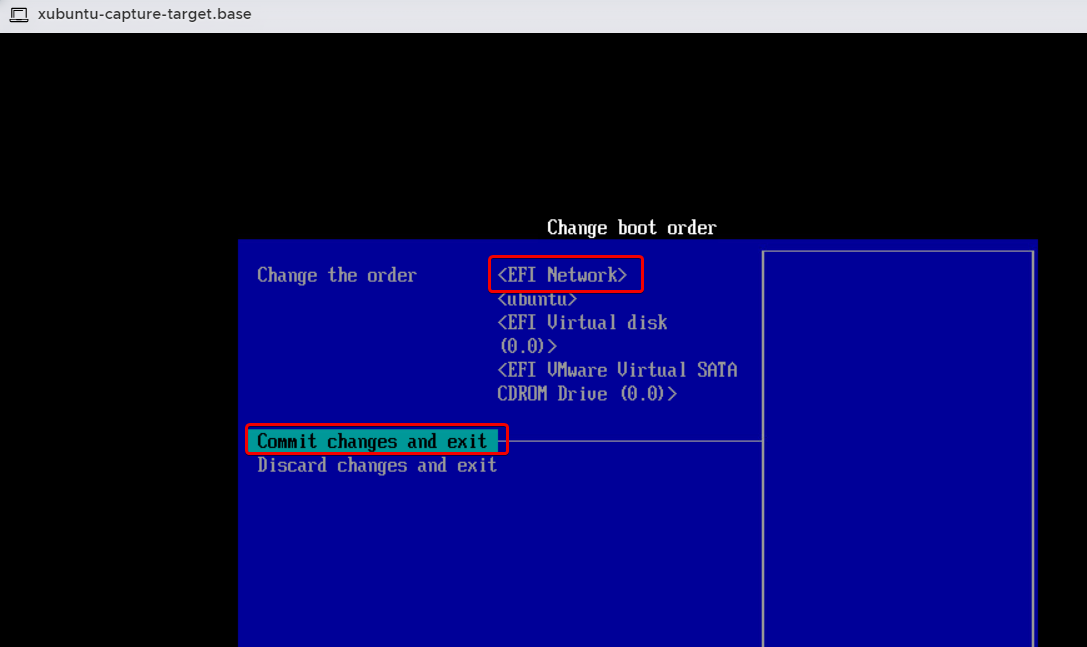 xubuntu-capture-target.base
Change boot order
Change the order
<EFI Network>
<ubuntu>
<EFI Virtual disk
(0.0)>
<EFI VMware Virtual SATA
CDROM Drive (0.0)>
Commit changes and exit
Discard changes and exit